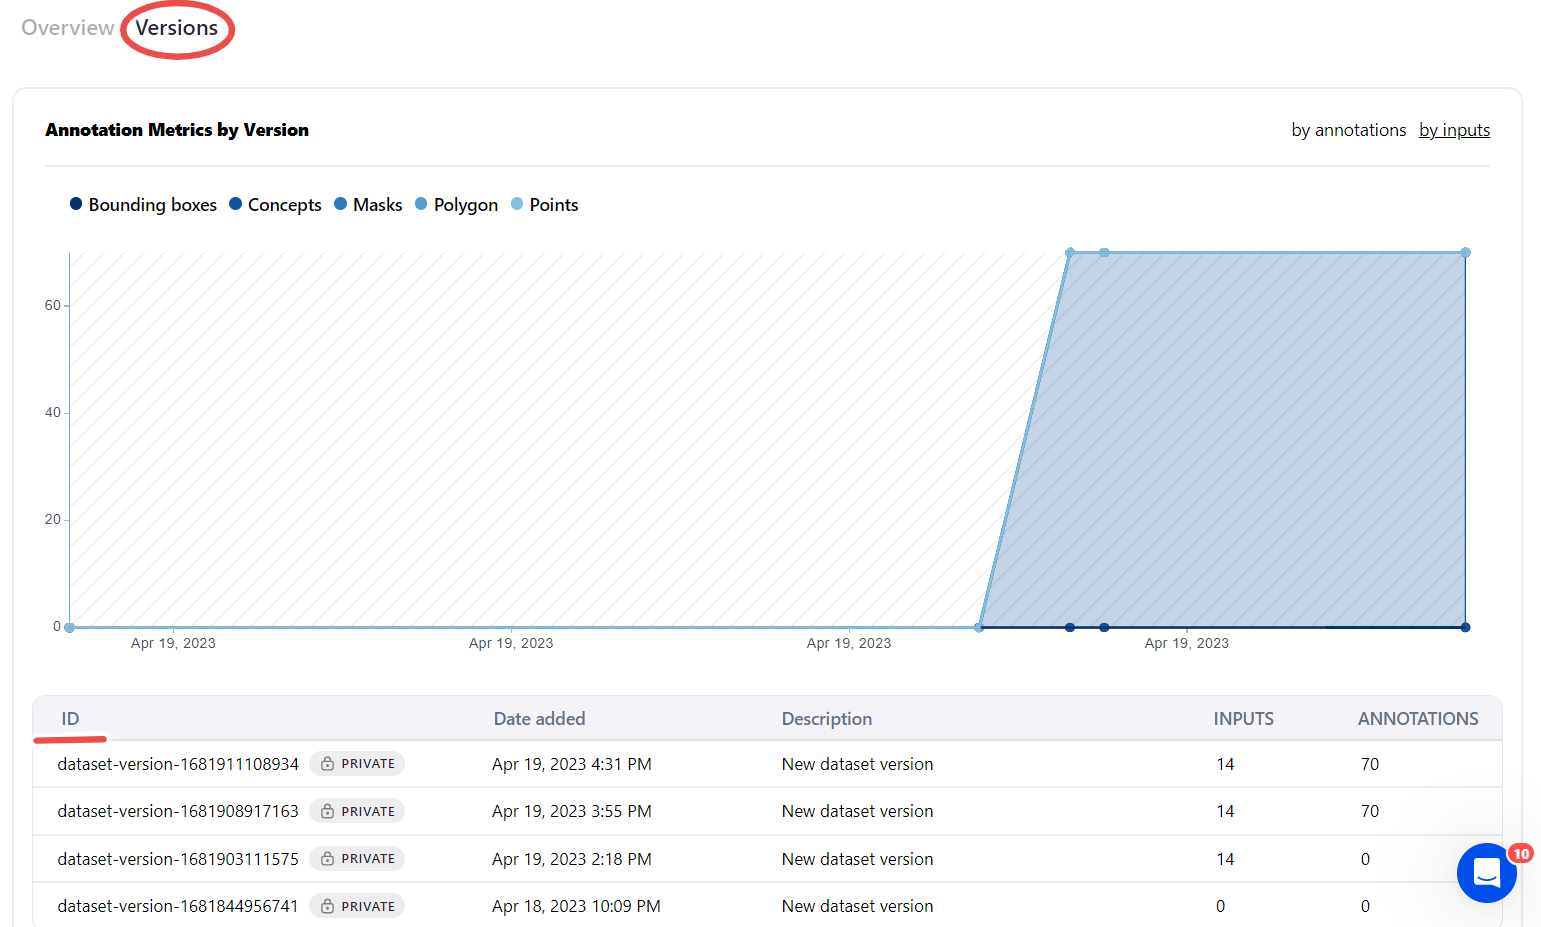 Overview Versions
Annotation Metrics by Version
by annotations by inputs
Bounding boxes Concepts Masks Polygon Points
60
40
20
0
Apr 19, 2023 Apr 19, 2023 Apr 19, 2023 Apr 19, 2023
ID Date added Description INPUTS ANNOTATIONS
dataset-version-1681911108934 PRIVATE Apr 19, 2023 4:31 PM New dataset version 14 70
dataset-version-1681908917163 PRIVATE Apr 19, 2023 3:55 PM New dataset version 14 70
dataset-version-1681903111575 PRIVATE Apr 19, 2023 2:18 PM New dataset version 14 0
10
dataset-version-1681844956741 PRIVATE Apr 18, 2023 10:09 PM New dataset version 0 0